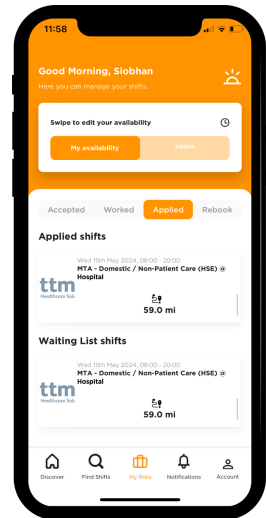 11:58
Good Morning, Siobhan
Here you can manage your shifts.
Swipe to edit your availability
My availability
swipe
Accepted Worked Applied Rebook
Applied shifts
Wed 15th May 2024, 08:00 - 20:00
MTA - Domestic / Non-Patient Care (HSE) @
Hospital
ttm
Healthcare Sol.
59.0 mi
Waiting List shifts
Wed 15th May 2024, 08:00 - 20:00
MTA - Domestic / Non-Patient Care (HSE) @
Hospital
ttm
Healthcare Sol.
59.0 mi
Discover Find Shifts My Rota Notifications Account